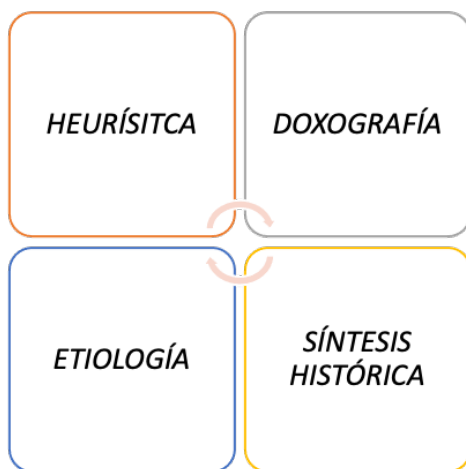 HEURÍSITCA
DOXOGRAFÍA
ETIOLOGÍA
SÍNTESIS
HISTÓRICA